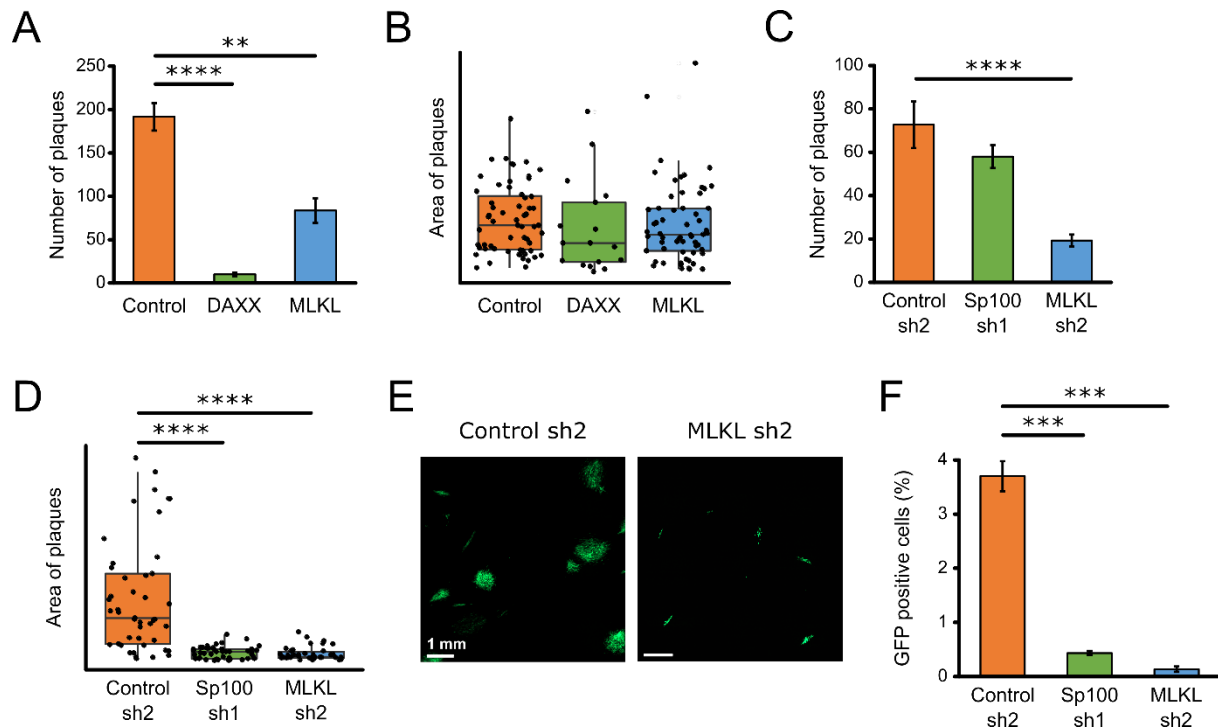 A
**
****
Number of plaques
250
200
150
100
50
0
Control DAXX MLKL
B
Area of plaques
Control DAXX MLKL
C
****
Number of plaques
100
80
60
40
20
0
Control Sp100 MLKL
sh2 sh1 sh2
D
****
****
Area of plaques
Control Sp100 MLKL
sh2 sh1 sh2
E
Control sh2 MLKL sh2
1 mm
F
***
***
GFP positive cells (%)
4
3
2
1
0
Control Sp100 MLKL
sh2 sh1 sh2